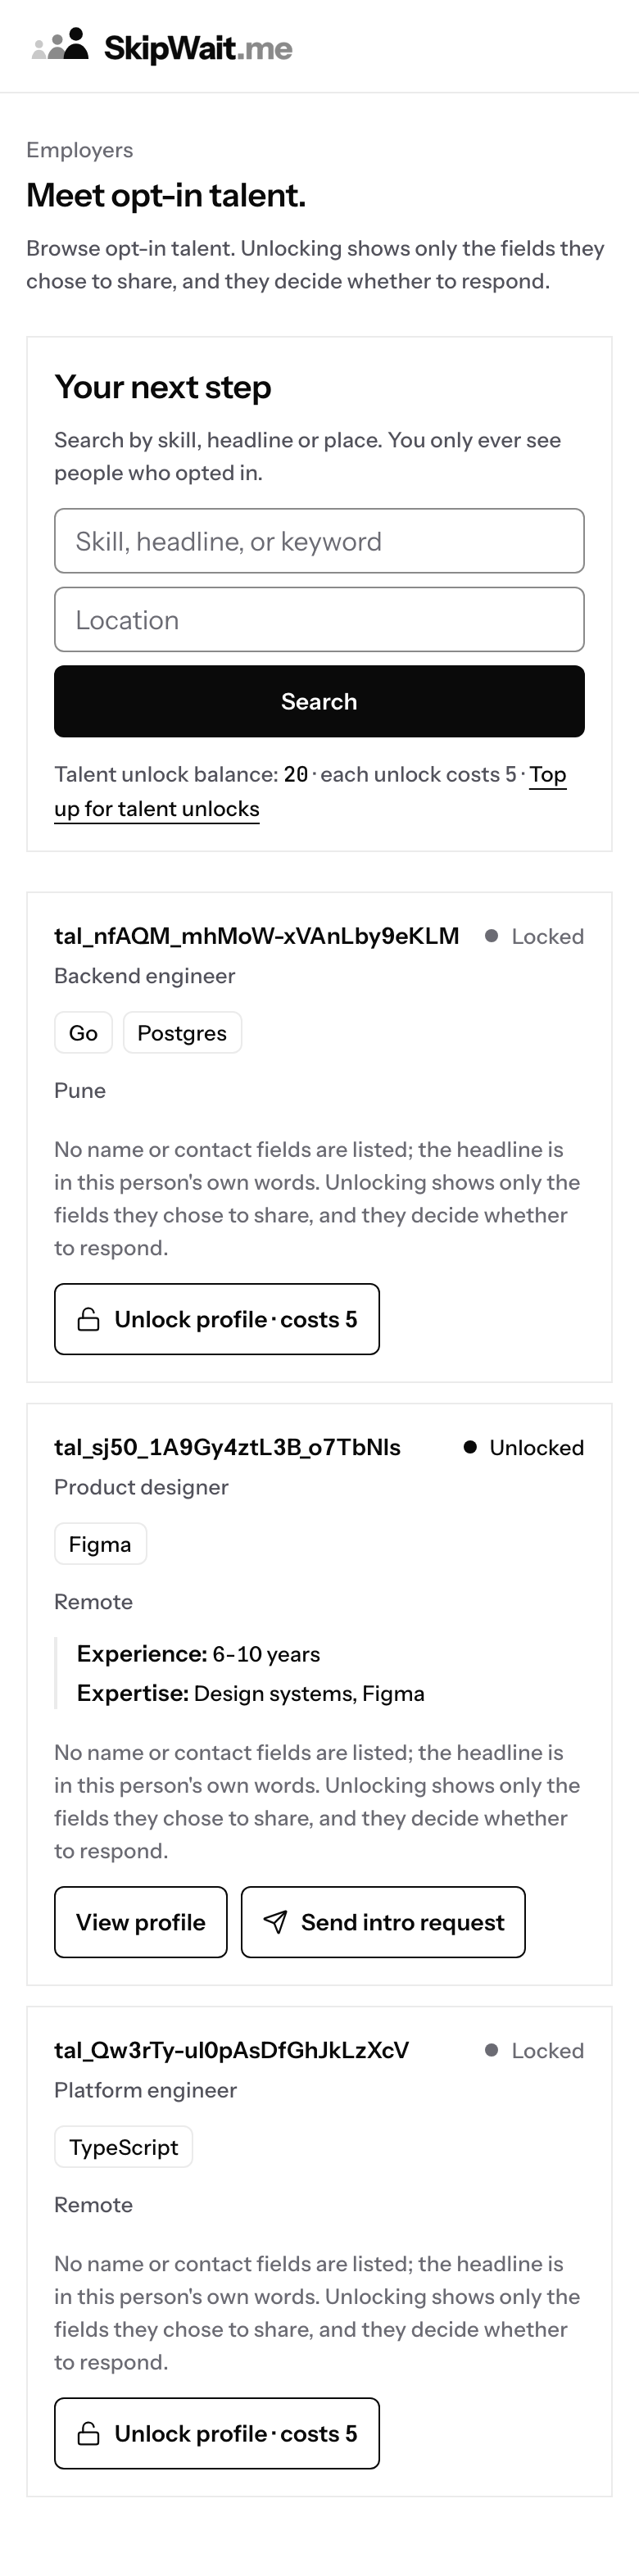 SkipWait.me
Employers
Meet opt-in talent.
Browse opt-in talent. Unlocking shows only the fields they
chose to share, and they decide whether to respond.
Your next step
Search by skill, headline or place. You only ever see
people who opted in.
Skill, headline, or keyword
Location
Search
Talent unlock balance: 20 · each unlock costs 5 · Top
up for talent unlocks
tal_nfAQM_mhMoW-xVAnLby9eKLM Locked
Backend engineer
Go Postgres
Pune
No name or contact fields are listed; the headline is
in this person's own words. Unlocking shows only the
fields they chose to share, and they decide whether
to respond.
Unlock profile · costs 5
tal_sj50_1A9Gy4ztL3B_o7TbNls Unlocked
Product designer
Figma
Remote
Experience: 6-10 years
Expertise: Design systems, Figma
No name or contact fields are listed; the headline is
in this person's own words. Unlocking shows only the
fields they chose to share, and they decide whether
to respond.
View profile Send intro request
tal_Qw3rTy-ul0pAsDfGhJkLzXcV Locked
Platform engineer
TypeScript
Remote
No name or contact fields are listed; the headline is
in this person's own words. Unlocking shows only the
fields they chose to share, and they decide whether
to respond.
Unlock profile · costs 5